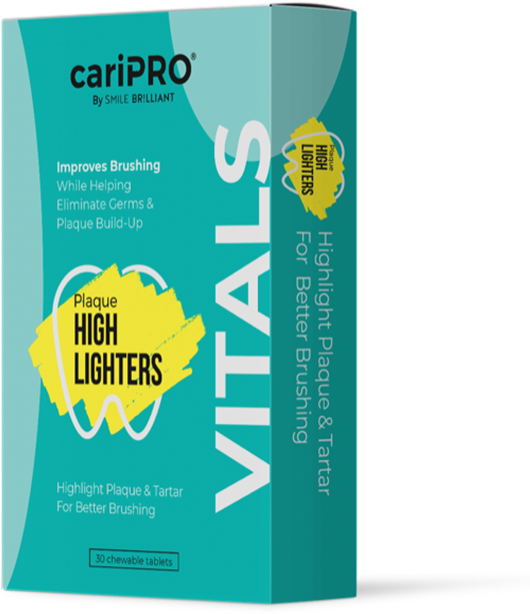 cariPRO®
By SMILE BRILLIANT
Improves Brushing
While Helping
Eliminate Germs &
Plaque Build-Up
Plaque
HIGH
LIGHTERS
Highlight Plaque & Tartar
For Better Brushing
30 chewable tablets
VITALS
Plaque
HIGH
LIGHTERS
Highlight Plaque & Tartar
For Better Brushing